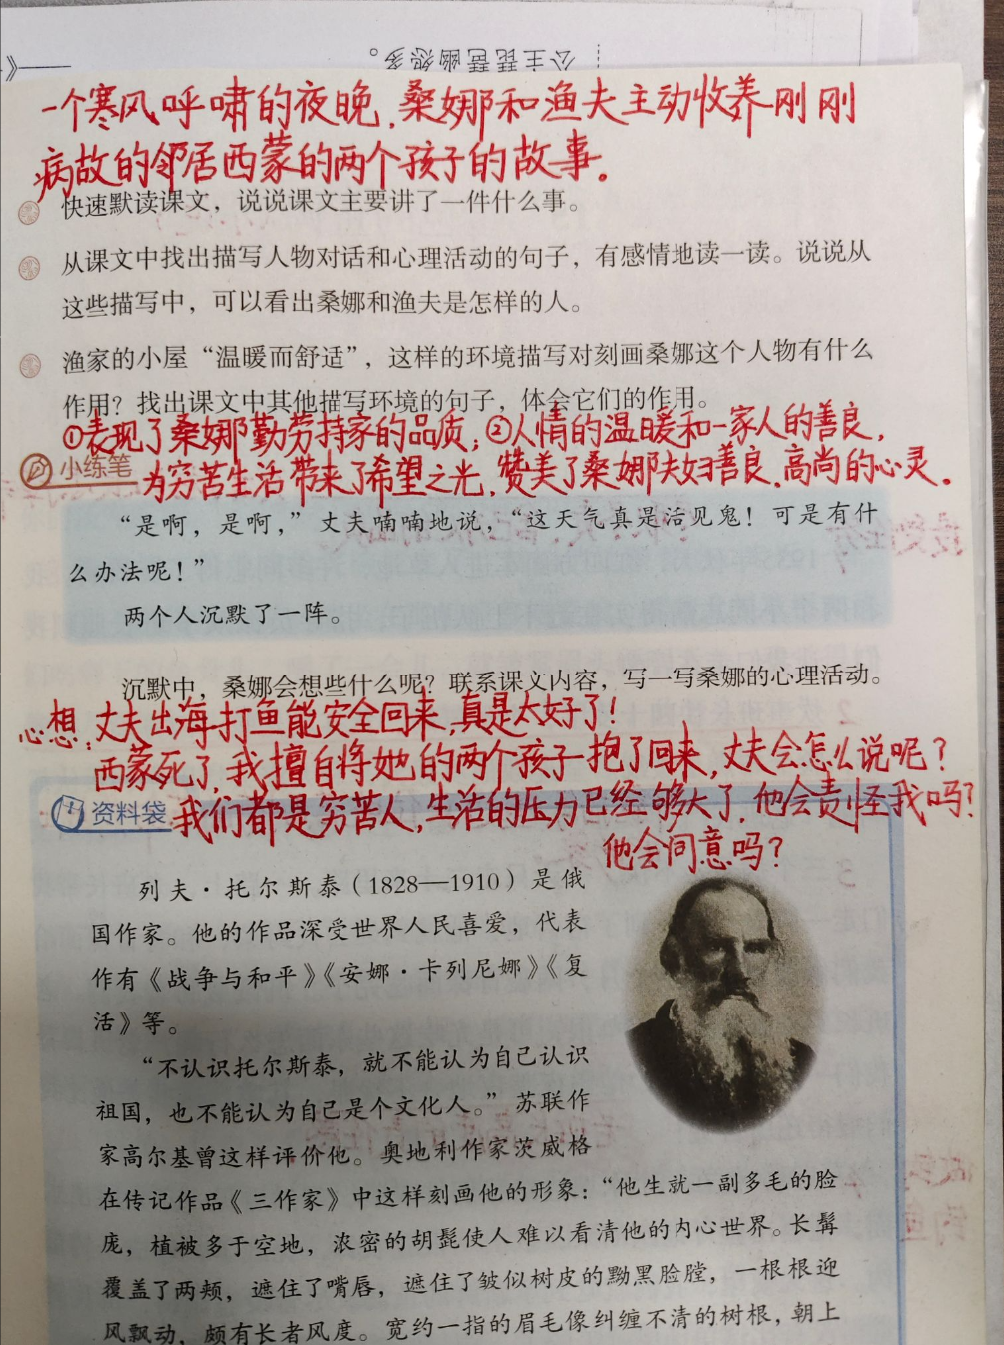 公主琵琶幽怨多。
一个寒风呼啸的夜晚,桑娜和渔夫主动收养刚刚
病故的邻居西蒙的两个孩子的故事。
快速默读课文,说说课文主要讲了一件什么事。
从课文中找出描写人物对话和心理活动的句子,有感情地读一读。说说从
这些描写中,可以看出桑娜和渔夫是怎样的人。
渔家的小屋“温暖而舒适”,这样的环境描写对刻画桑娜这个人物有什么
作用?找出课文中其他描写环境的句子,体会它们的作用。
①表现了桑娜勤劳持家的品质;②人情的温暖和一家人的善良,
小练笔
为穷苦生活带来了希望之光,赞美了桑娜夫妇善良、高尚的心灵。
“是啊,是啊,”丈夫喃喃地说,“这天气真是活见鬼!可是有什
么办法呢!”
两个人沉默了一阵。
沉默中,桑娜会想些什么呢?联系课文内容,写一写桑娜的心理活动。
心想:丈夫出海打鱼能安全回来,真是太好了!
西蒙死了,我擅自将她的两个孩子抱了回来,丈夫会怎么说呢?
资料袋
我们都是穷苦人,生活的压力已经够大了,他会责怪我吗?
他会同意吗?
列夫·托尔斯泰(1828—1910)是俄
国作家。他的作品深受世界人民喜爱,代表
作有《战争与和平》《安娜·卡列尼娜》《复
活》等。
“不认识托尔斯泰,就不能认为自己认识
祖国,也不能认为自己是个文化人。”苏联作
家高尔基曾这样评价他。奥地利作家茨威格
在传记作品《三作家》中这样刻画他的形象:“他生就一副多毛的脸
庞,植被多于空地,浓密的胡髭使人难以看清他的内心世界。长髯
覆盖了两颊,遮住了嘴唇,遮住了皱似树皮的黝黑脸膛,一根根迎
风飘动,颇有长者风度。宽约一指的眉毛像纠缠不清的树根,朝上